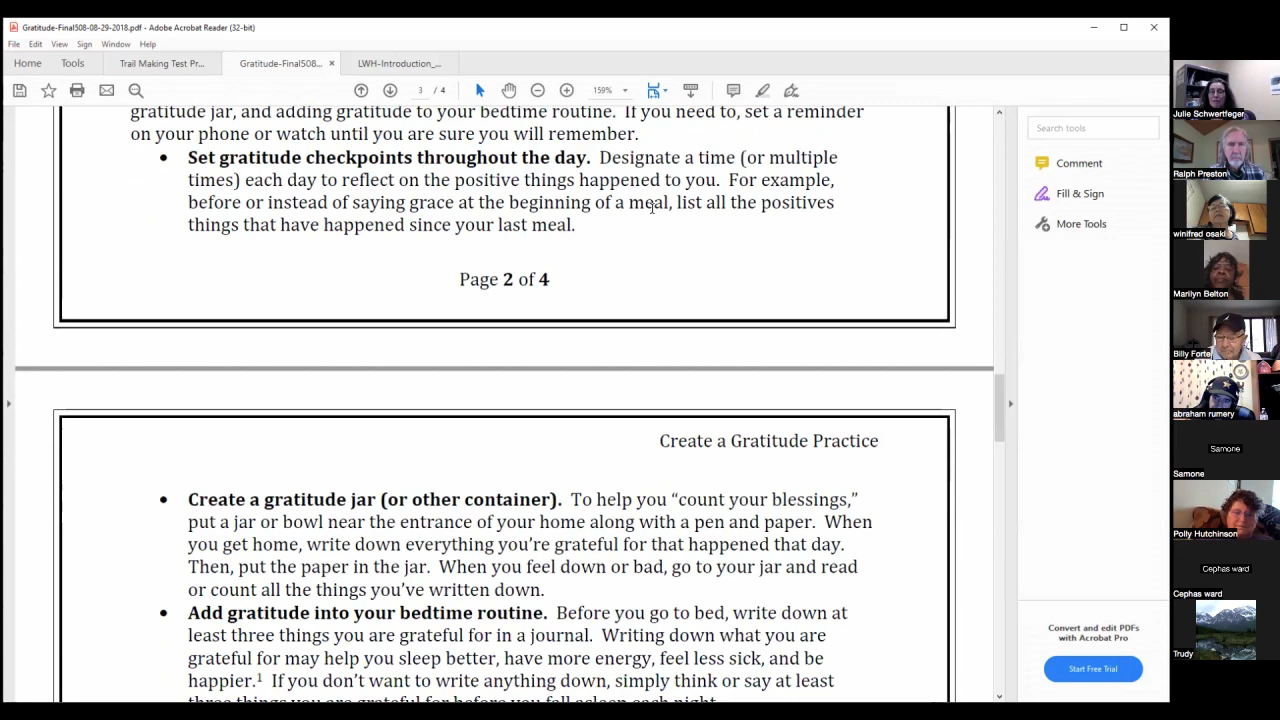 Gratitude-Final508-08-29-2018.pdf - Adobe Acrobat Reader (32-bit)
File Edit View Sign Window Help
Home Tools Trail Making Test Pr... Gratitude-Final508... × LWH-Introduction_...
3 / 4 159%
gratitude jar, and adding gratitude to your bedtime routine. If you need to, set a reminder
on your phone or watch until you are sure you will remember.
• Set gratitude checkpoints throughout the day. Designate a time (or multiple
times) each day to reflect on the positive things happened to you. For example,
before or instead of saying grace at the beginning of a meal, list all the positives
things that have happened since your last meal.
Page 2 of 4
Create a Gratitude Practice
• Create a gratitude jar (or other container). To help you “count your blessings,”
put a jar or bowl near the entrance of your home along with a pen and paper. When
you get home, write down everything you’re grateful for that happened that day.
Then, put the paper in the jar. When you feel down or bad, go to your jar and read
or count all the things you’ve written down.
• Add gratitude into your bedtime routine. Before you go to bed, write down at
least three things you are grateful for in a journal. Writing down what you are
grateful for may help you sleep better, have more energy, feel less sick, and be
happier.¹ If you don’t want to write anything down, simply think or say at least
three things you are grateful for before you fall asleep each night.
Search tools
Comment
Fill & Sign
More Tools
Convert and edit PDFs
with Acrobat Pro
Start Free Trial
Julie Schwertfeger
Ralph Preston
winifred osaki
Marilyn Belton
Billy Forte
abraham rumery
Samone
Samone
Polly Hutchinson
Cephas ward
Cephas ward
Trudy